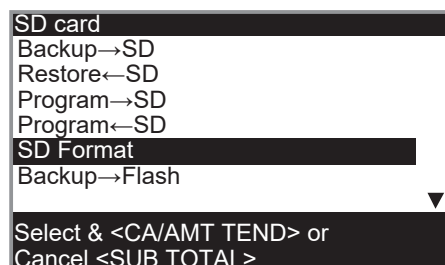 SD card
Backup→SD
Restore←SD
Program→SD
Program←SD
SD Format
Backup→Flash
▼
Select & <CA/AMT TEND> or
Cancel <SUB TOTAL>